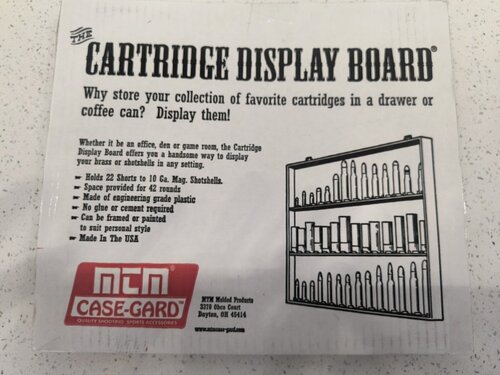 THE
CARTRIDGE DISPLAY BOARD®
Why store your collection of favorite cartridges in a drawer or
coffee can? Display them!
Whether it be an office, den or game room, the Cartridge
Display Board offers you a handsome way to display
your brass or shotshells in any setting.
Holds 22 Shorts to 10 Ga. Mag. Shotshells.
Space provided for 42 rounds
Made of engineering grade plastic
No glue or cement required
Can be framed or painted
to suit personal style
Made In The USA
MTM®
CASE-GARD™
QUALITY SHOOTING SPORTS ACCESSORIES
MTM Molded Products
3370 Obco Court
Dayton, OH 45414
www.mtmcase-gard.com